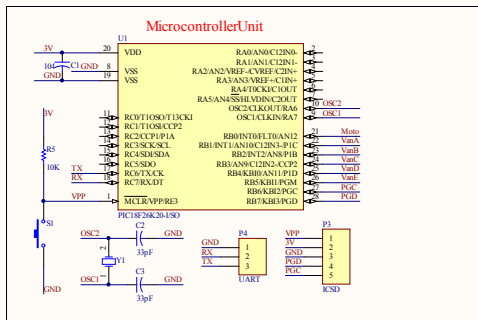 MicrocontrollerUnit
U1
3V 20 VDD RA0/AN0/C12IN0- 2
C1 RA1/AN1/C12IN1- 3
104 GND 8 VSS RA2/AN2/VREF-/CVREF/C2IN+ 4
GND 19 VSS RA3/AN3/VREF+/C1IN+ 5
RA4/T0CKI/C1OUT 6
RA5/AN4/SS/HLVDIN/C2OUT 7
OSC2/CLKOUT/RA6 10 OSC2
OSC1/CLKIN/RA7 9 OSC1
3V
11 RC0/T1OSO/T13CKI
12 RC1/T1OSI/CCP2 RB0/INT0/FLT0/AN12 21 Moto
13 RC2/CCP1/P1A RB1/INT1/AN10/C12IN3-/P1C 22 VanA
14 RC3/SCK/SCL RB2/INT2/AN8/P1B 23 VanB
R5 15 RC4/SDI/SDA RB3/AN9/C12IN2-/CCP2 24 VanC
10K 16 RC5/SDO RB4/KBI0/AN11/P1D 25 VanD
TX 17 RC6/TX/CK RB5/KBI1/PGM 26 VanE
RX 18 RC7/RX/DT RB6/KBI2/PGC 27 PGC
VPP 1 MCLR/VPP/RE3 RB7/KBI3/PGD 28 PGD
PIC18F26K20-I/SO
S1
GND
OSC2 C2 GND
33pF
2
Y1
1
OSC1 C3 GND
33pF
P4
GND 1
RX 2
TX 3
UART
P3
VPP 1
3V 2
GND 3
PGD 4
PGC 5
ICSD